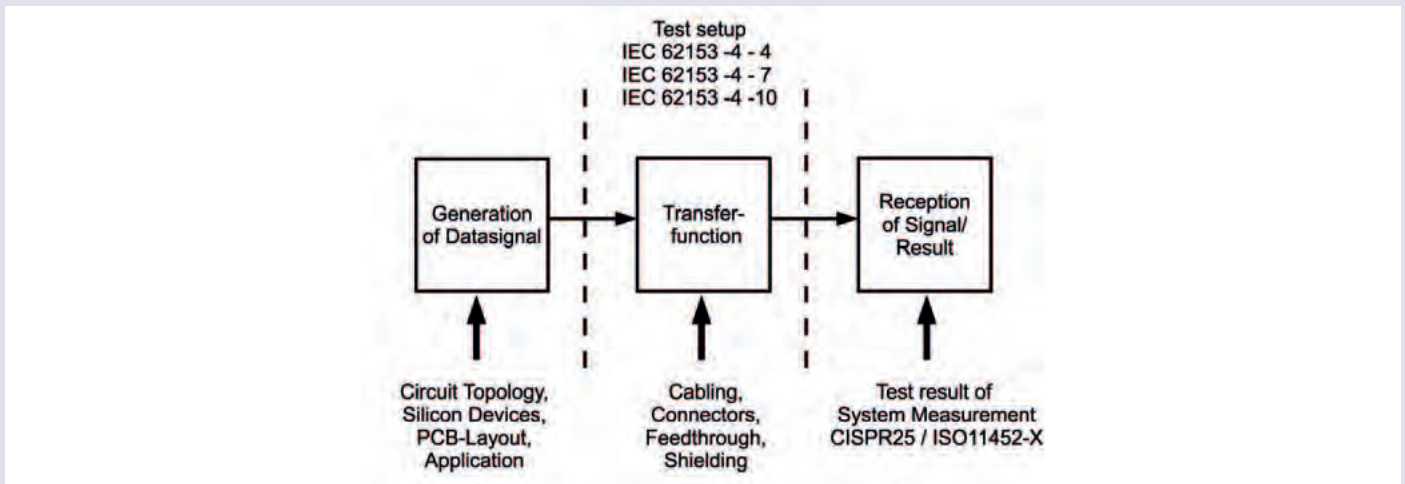 Test setup
IEC 62153 -4 - 4
IEC 62153 -4 - 7
IEC 62153 -4 -10
Generation
of Datasignal
Transfer-
function
Reception
of Signal/
Result
Circuit Topology,
Silicon Devices,
PCB-Layout,
Application
Cabling,
Connectors,
Feedthrough,
Shielding
Test result of
System Measurement
CISPR25 / ISO11452-X